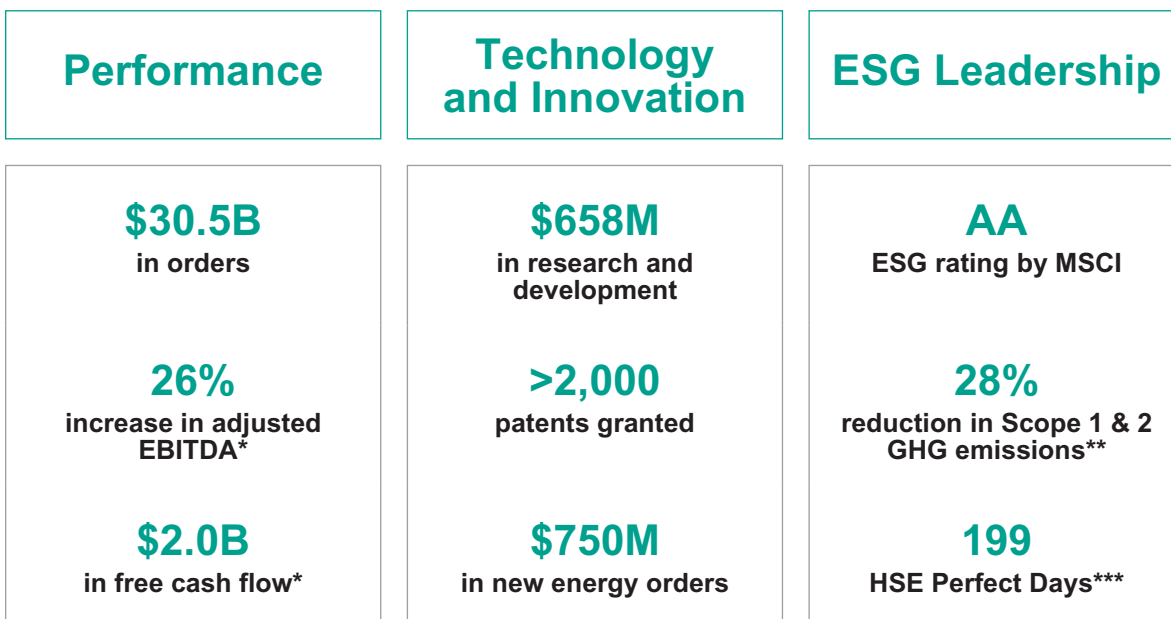 Performance
Technology
and Innovation
ESG Leadership
$30.5B
in orders
26%
increase in adjusted
EBITDA*
$2.0B
in free cash flow*
$658M
in research and
development
>2,000
patents granted
$750M
in new energy orders
AA
ESG rating by MSCI
28%
reduction in Scope 1 & 2
GHG emissions**
199
HSE Perfect Days***